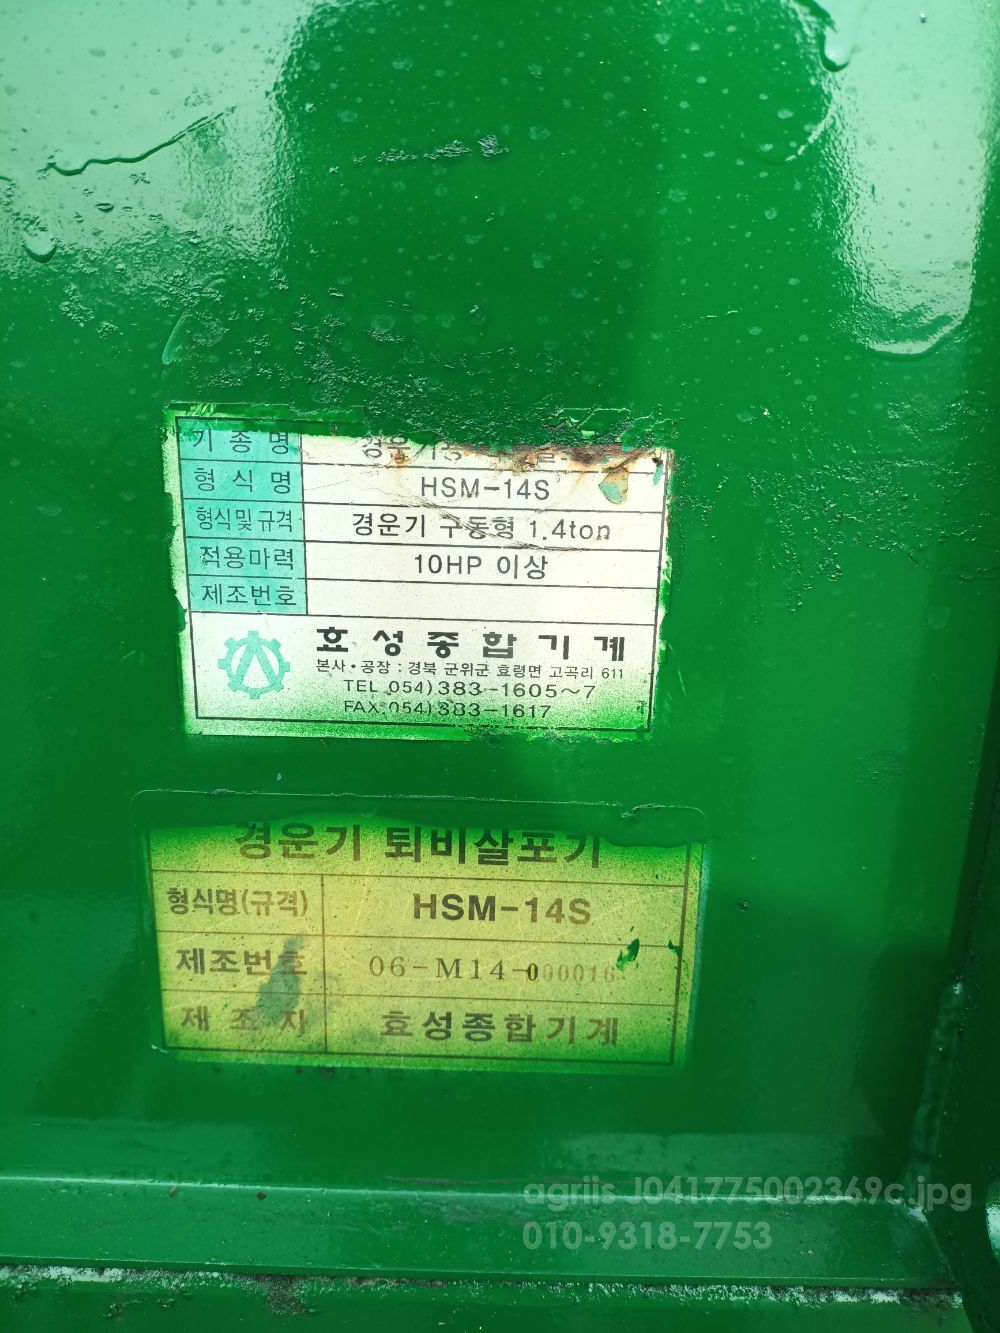 기종명 경운기
형식명 HSM-14S
형식및규격 경운기 구동형 1.4ton
적용마력 10HP 이상
제조번호
효성종합기계
본사•공장 : 경북 군위군 효령면 고곡리 611
TEL 054)383-1605~7
FAX:054)383-1617
경운기 퇴비살포기
형식명(규격) HSM-14S
제조번호 06-M14-000016
제조자 효성종합기계
agriis J041775002369c.jpg
010-9318-7753